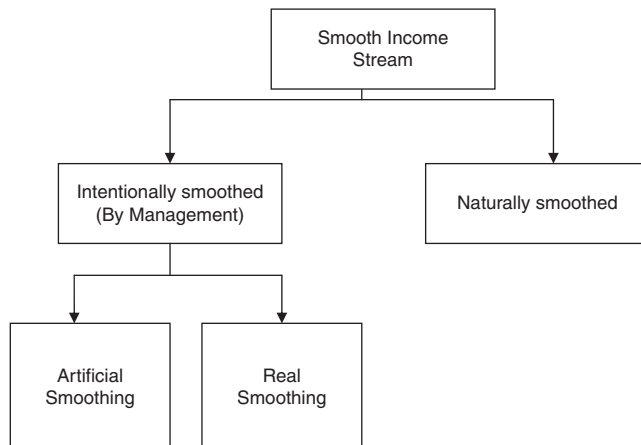 Smooth Income
Stream
Intentionally smoothed
(By Management)
Naturally smoothed
Artificial
Smoothing
Real
Smoothing